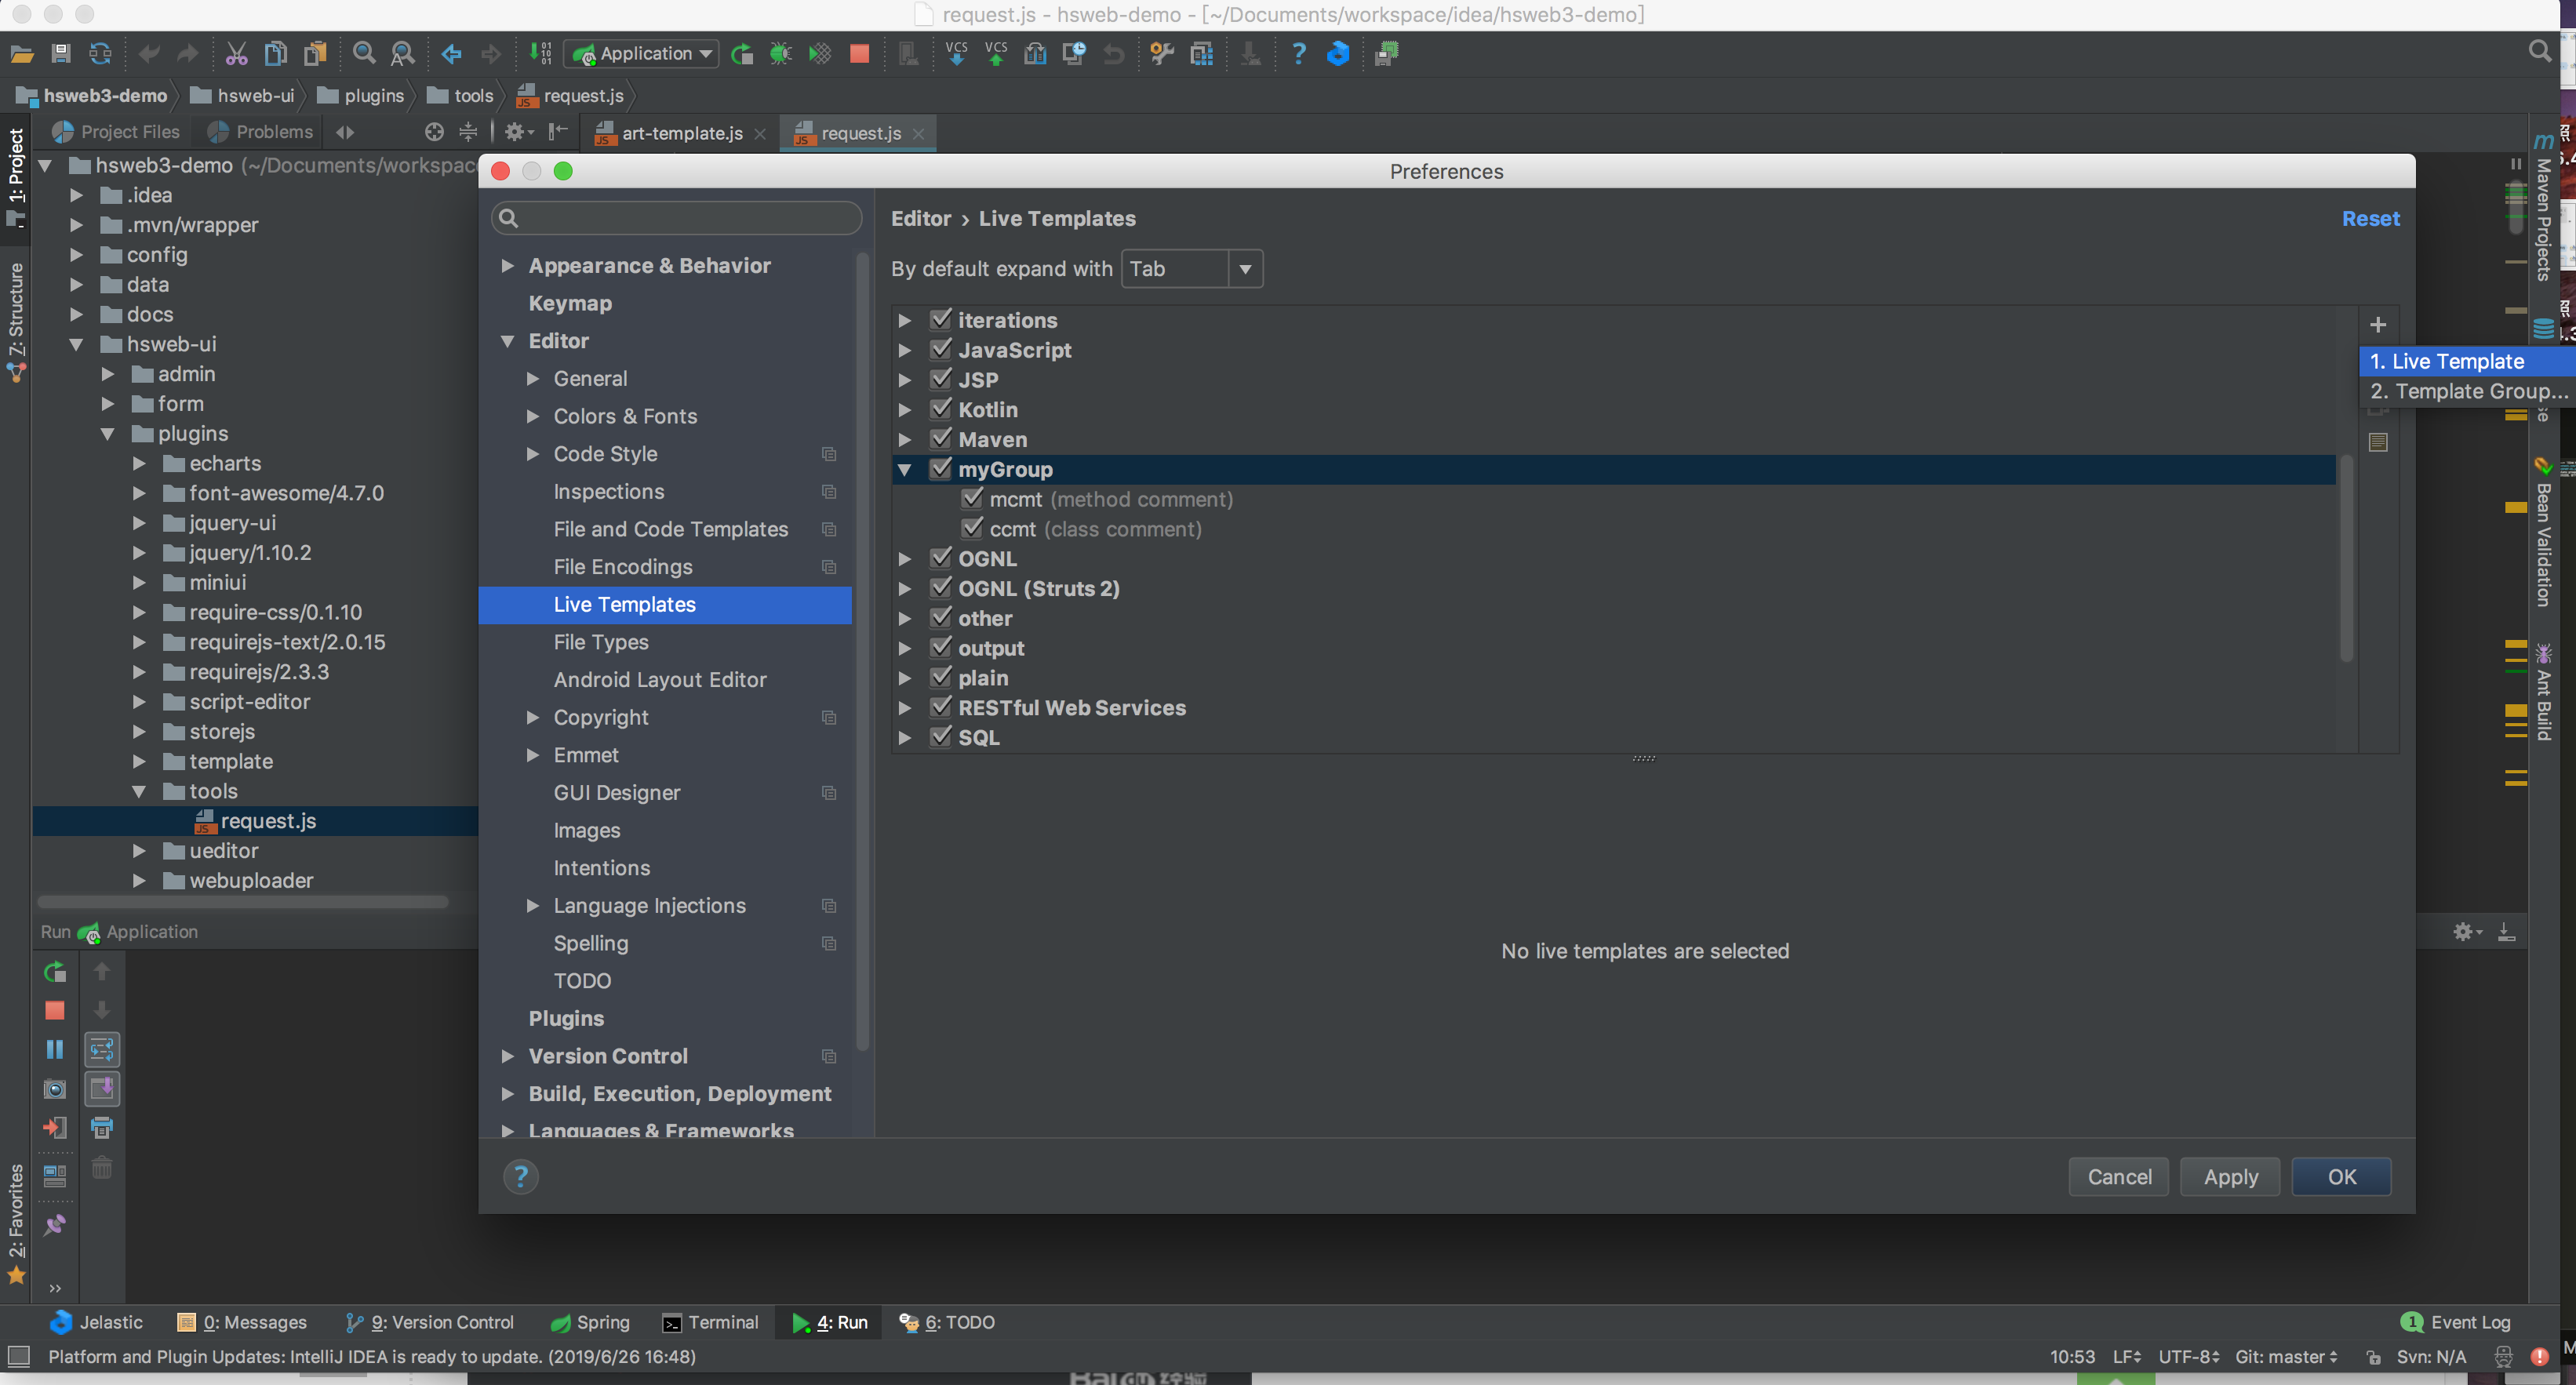 request.js - hsweb-demo - [~/Documents/workspace/idea/hsweb3-demo]
Application
VCS VCS
hsweb3-demo hsweb-ui plugins tools request.js
Project Files Problems
art-template.js request.js
1: Project
Z: Structure
2: Favorites
hsweb3-demo (~/Documents/workspac
.idea
.mvn/wrapper
config
data
docs
hsweb-ui
admin
form
plugins
echarts
font-awesome/4.7.0
jquery-ui
jquery/1.10.2
miniui
require-css/0.1.10
requirejs-text/2.0.15
requirejs/2.3.3
script-editor
storejs
template
tools
request.js
ueditor
webuploader
Run Application
Preferences
Appearance & Behavior
Keymap
Editor
General
Colors & Fonts
Code Style
Inspections
File and Code Templates
File Encodings
Live Templates
File Types
Android Layout Editor
Copyright
Emmet
GUI Designer
Images
Intentions
Language Injections
Spelling
TODO
Plugins
Version Control
Build, Execution, Deployment
Languages & Frameworks
Editor › Live Templates
Reset
By default expand with Tab
iterations
JavaScript
JSP
Kotlin
Maven
myGroup
mcmt (method comment)
ccmt (class comment)
OGNL
OGNL (Struts 2)
other
output
plain
RESTful Web Services
SQL
1. Live Template
2. Template Group...
No live templates are selected
? Cancel Apply OK
Maven Projects
Bean Validation
Ant Build
Jelastic 0: Messages 9: Version Control Spring Terminal 4: Run 6: TODO 1 Event Log
Platform and Plugin Updates: IntelliJ IDEA is ready to update. (2019/6/26 16:48) 10:53 LF UTF-8 Git: master Svn: N/A